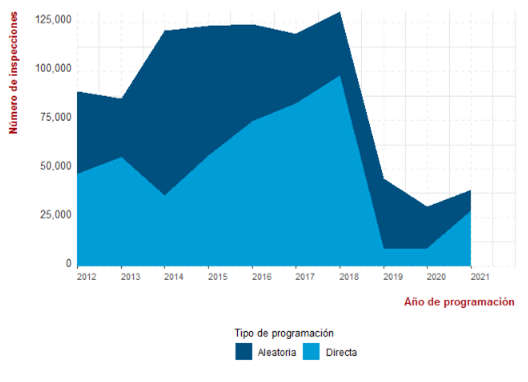 Número de inspecciones
125,000
100,000
75,000
50,000
25,000
0
2012 2013 2014 2015 2016 2017 2018 2019 2020 2021
Año de programación
Tipo de programación
Aleatoria Directa